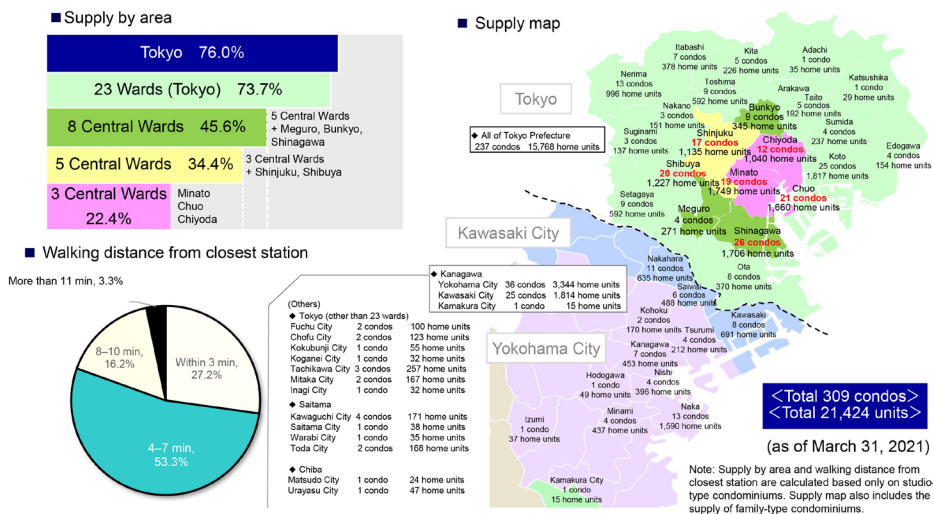 ■ Supply by area
Tokyo 76.0%
23 Wards (Tokyo) 73.7%
8 Central Wards 45.6%
5 Central Wards
+ Meguro, Bunkyo,
Shinagawa
5 Central Wards 34.4%
3 Central Wards
+ Shinjuku, Shibuya
3 Central Wards
22.4%
Minato
Chuo
Chiyoda
■ Walking distance from closest station
More than 11 min, 3.3%
8–10 min,
16.2%
Within 3 min,
27.2%
4–7 min,
53.3%
(Others)
◆ Tokyo (other than 23 wards)
Fuchu City 2 condos 100 home units
Chofu City 2 condos 123 home units
Kokubunji City 1 condo 55 home units
Koganei City 1 condo 32 home units
Tachikawa City 3 condos 257 home units
Mitaka City 2 condos 167 home units
Inagi City 1 condo 32 home units
◆ Saitama
Kawaguchi City 4 condos 171 home units
Saitama City 1 condo 38 home units
Warabi City 1 condo 35 home units
Toda City 2 condos 168 home units
◆ Chiba
Matsudo City 1 condo 24 home units
Urayasu City 1 condo 47 home units
■ Supply map
Tokyo
◆ All of Tokyo Prefecture
237 condos 15,768 home units
Itabashi
7 condos
378 home units
Kita
5 condos
226 home units
Adachi
1 condo
35 home units
Nerima
13 condos
996 home units
Toshima
9 condos
592 home units
Katsushika
1 condo
29 home units
Arakawa
Taito
5 condos
192 home units
Nakano
3 condos
151 home units
Bunkyo
9 condos
345 home units
Sumida
4 condos
237 home units
Suginami
3 condos
137 home units
Shinjuku
17 condos
1,135 home units
Chiyoda
12 condos
1,040 home units
Edogawa
4 condos
154 home units
Koto
25 condos
1,817 home units
Shibuya
20 condos
1,227 home units
Minato
19 condos
1,749 home units
Chuo
21 condos
1,660 home units
Setagaya
9 condos
592 home units
Meguro
4 condos
271 home units
Shinagawa
26 condos
1,706 home units
Ota
8 condos
370 home units
Kawasaki City
◆ Kanagawa
Yokohama City 36 condos 3,344 home units
Kawasaki City 25 condos 1,814 home units
Kamakura City 1 condo 15 home units
Nakahara
11 condos
635 home units
Saiwai
6 condos
488 home units
Kawasaki
8 condos
691 home units
Yokohama City
Kohoku
2 condos
170 home units
Tsurumi
4 condos
212 home units
Kanagawa
7 condos
453 home units
Hodogawa
1 condo
49 home units
Nishi
4 condos
396 home units
Izumi
1 condo
37 home units
Minami
4 condos
437 home units
Naka
13 condos
1,590 home units
Kamakura City
1 condo
15 home units
<Total 309 condos>
<Total 21,424 units>
(as of March 31, 2021)
Note: Supply by area and walking distance from
closest station are calculated based only on studio-
type condominiums. Supply map also includes the
supply of family-type condominiums.